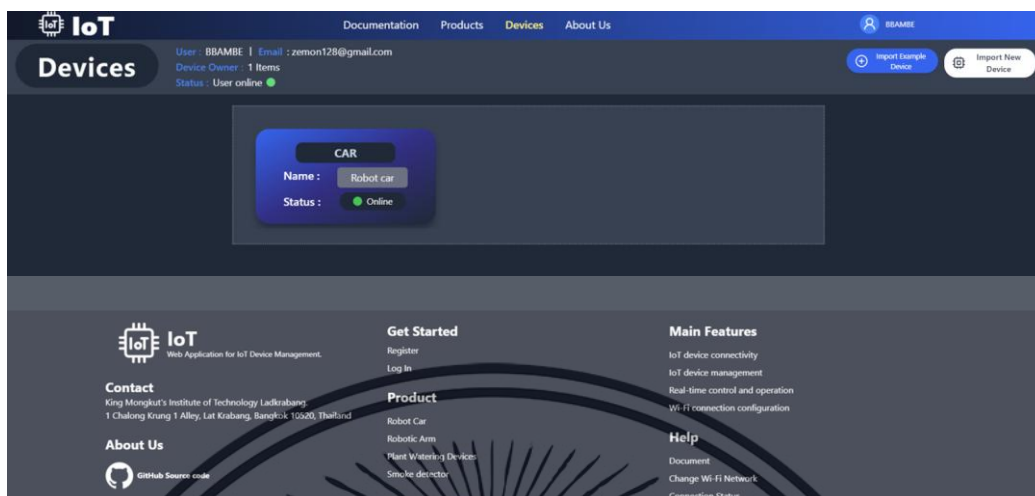 IoT IoT
Documentation Products Devices About Us
BBAMBE
Devices
User : BBAMBE | Email : zemon128@gmail.com
Device Owner : 1 Items
Status : User online
Import Example
Device
Import New
Device
CAR
Name : Robot car
Status : Online
IoT IoT
Web Application for IoT Device Management.
Contact
King Mongkut's Institute of Technology Ladkrabang.
1 Chalong Krung 1 Alley, Lat Krabang, Bangkok 10520, Thailand
About Us
GitHub Source code
Get Started
Register
Log In
Product
Robot Car
Robotic Arm
Plant Watering Devices
Smoke detector
Main Features
IoT device connectivity
IoT device management
Real-time control and operation
Wi-Fi connection configuration
Help
Document
Change Wi-Fi Network
Connection Status